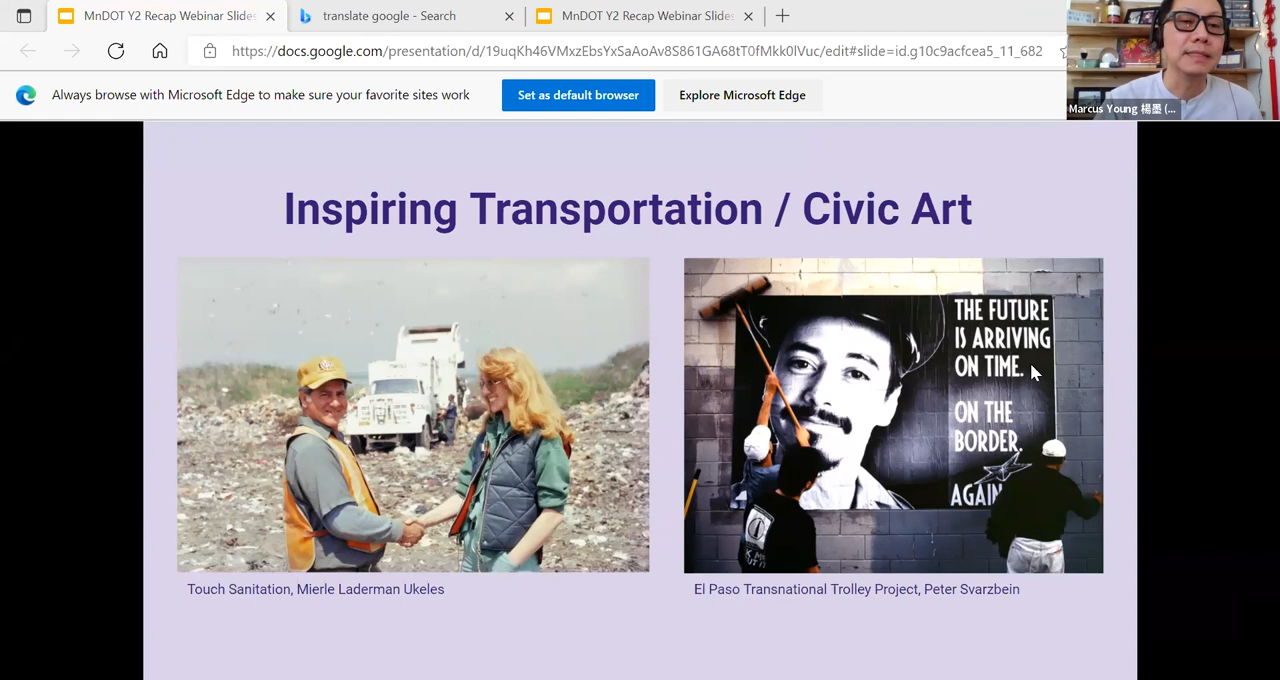 MnDOT Y2 Recap Webinar Slides
translate google - Search
MnDOT Y2 Recap Webinar Slides
https://docs.google.com/presentation/d/19uqKh46VMxzEbsYxSaAoAv8S861GA68tT0fMkk0lVuc/edit#slide=id.g10c9acfcea5_11_682
Always browse with Microsoft Edge to make sure your favorite sites work
Set as default browser
Explore Microsoft Edge
Marcus Young 楊墨 (...
Inspiring Transportation / Civic Art
THE FUTURE
IS ARRIVING
ON TIME.
ON THE
BORDER.
AGAIN
Touch Sanitation, Mierle Laderman Ukeles
El Paso Transnational Trolley Project, Peter Svarzbein